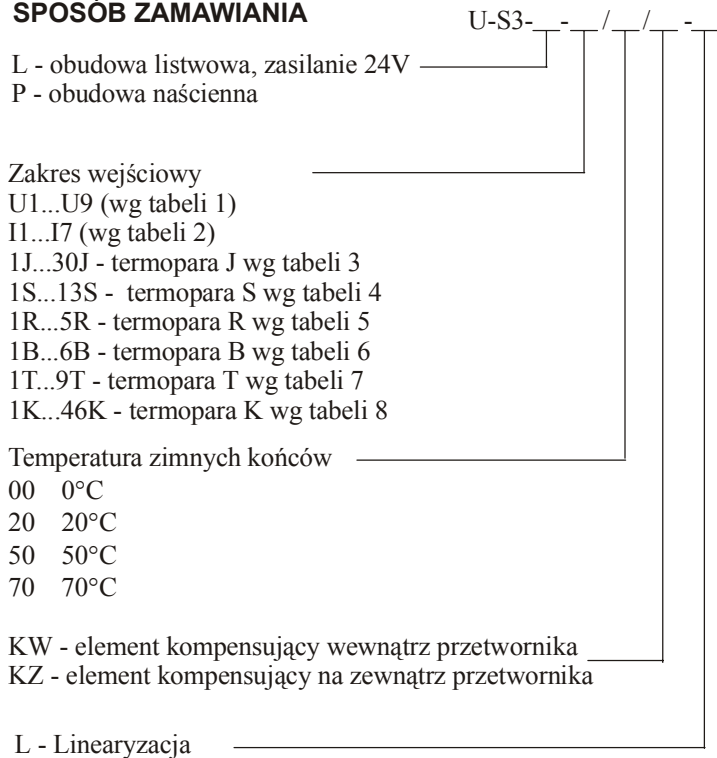 SPOSÓB ZAMAWIANIA
U-S3-__-__/__/__-__
L - obudowa listwowa, zasilanie 24V
P - obudowa naścienna
Zakres wejściowy
U1...U9 (wg tabeli 1)
I1...I7 (wg tabeli 2)
1J...30J - termopara J wg tabeli 3
1S...13S - termopara S wg tabeli 4
1R...5R - termopara R wg tabeli 5
1B...6B - termopara B wg tabeli 6
1T...9T - termopara T wg tabeli 7
1K...46K - termopara K wg tabeli 8
Temperatura zimnych końców
00 0°C
20 20°C
50 50°C
70 70°C
KW - element kompensujący wewnątrz przetwornika
KZ - element kompensujący na zewnątrz przetwornika
L - Linearyzacja